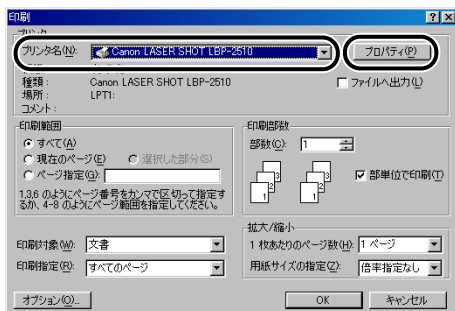 印刷
プリンタ
プリンタ名(N): Canon LASER SHOT LBP-2510 プロパティ(P)
種類: Canon LASER SHOT LBP-2510 ファイルへ出力(L)
場所: LPT1:
コメント:
印刷範囲
すべて(A)
現在のページ(E) 選択した部分(S)
ページ指定(G):
1,3,6 のようにページ番号をカンマで区切って指定す
るか、4-8 のようにページ範囲を指定してください。
印刷部数
部数(C): 1
部単位で印刷(T)
印刷対象(W): 文書
印刷指定(R): すべてのページ
拡大/縮小
1 枚あたりのページ数(H): 1 ページ
用紙サイズの指定(Z): 倍率指定なし
オプション(O)... OK キャンセル